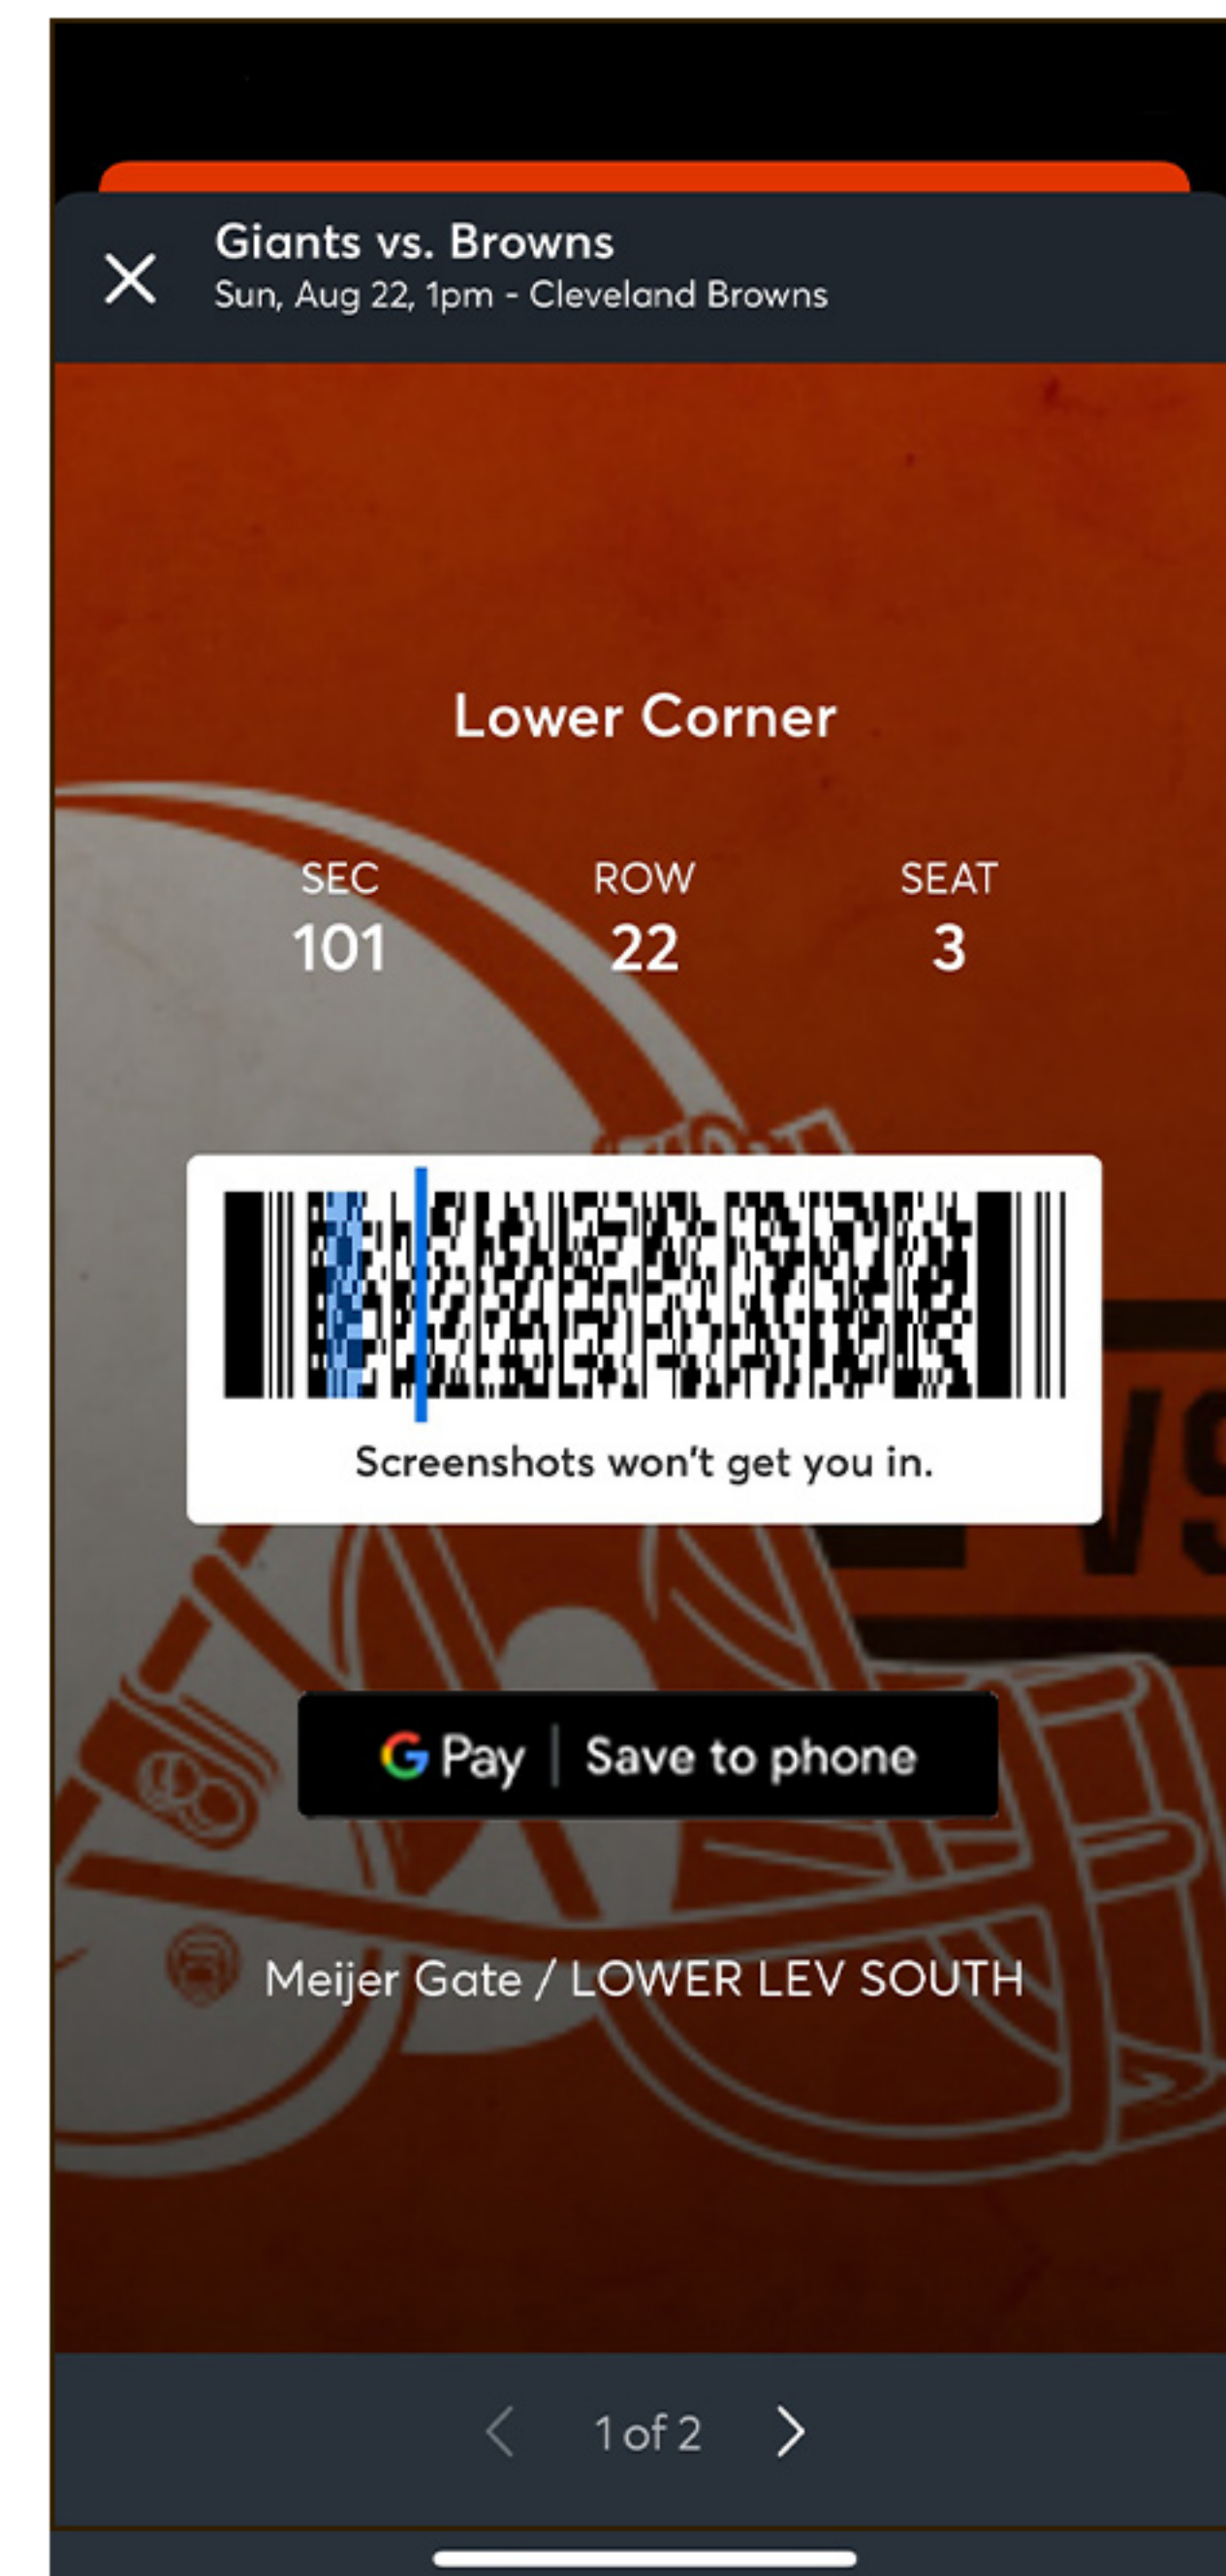 Giants vs. Browns
Sun, Aug 22, 1pm - Cleveland Browns
Lower Corner
SEC ROW SEAT
101 22 3
Screenshots won't get you in.
VS
G Pay | Save to phone
Meijer Gate / LOWER LEV SOUTH
1 of 2